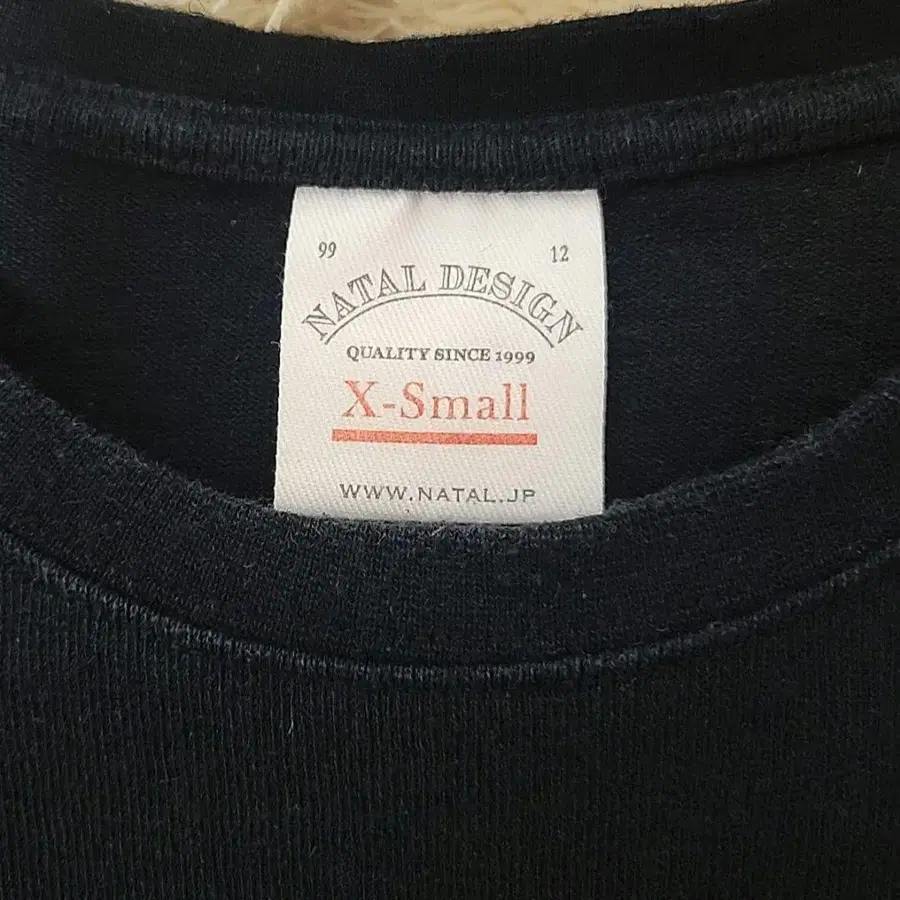 99 12
NATAL DESIGN
QUALITY SINCE 1999
X-Small
WWW.NATAL.JP